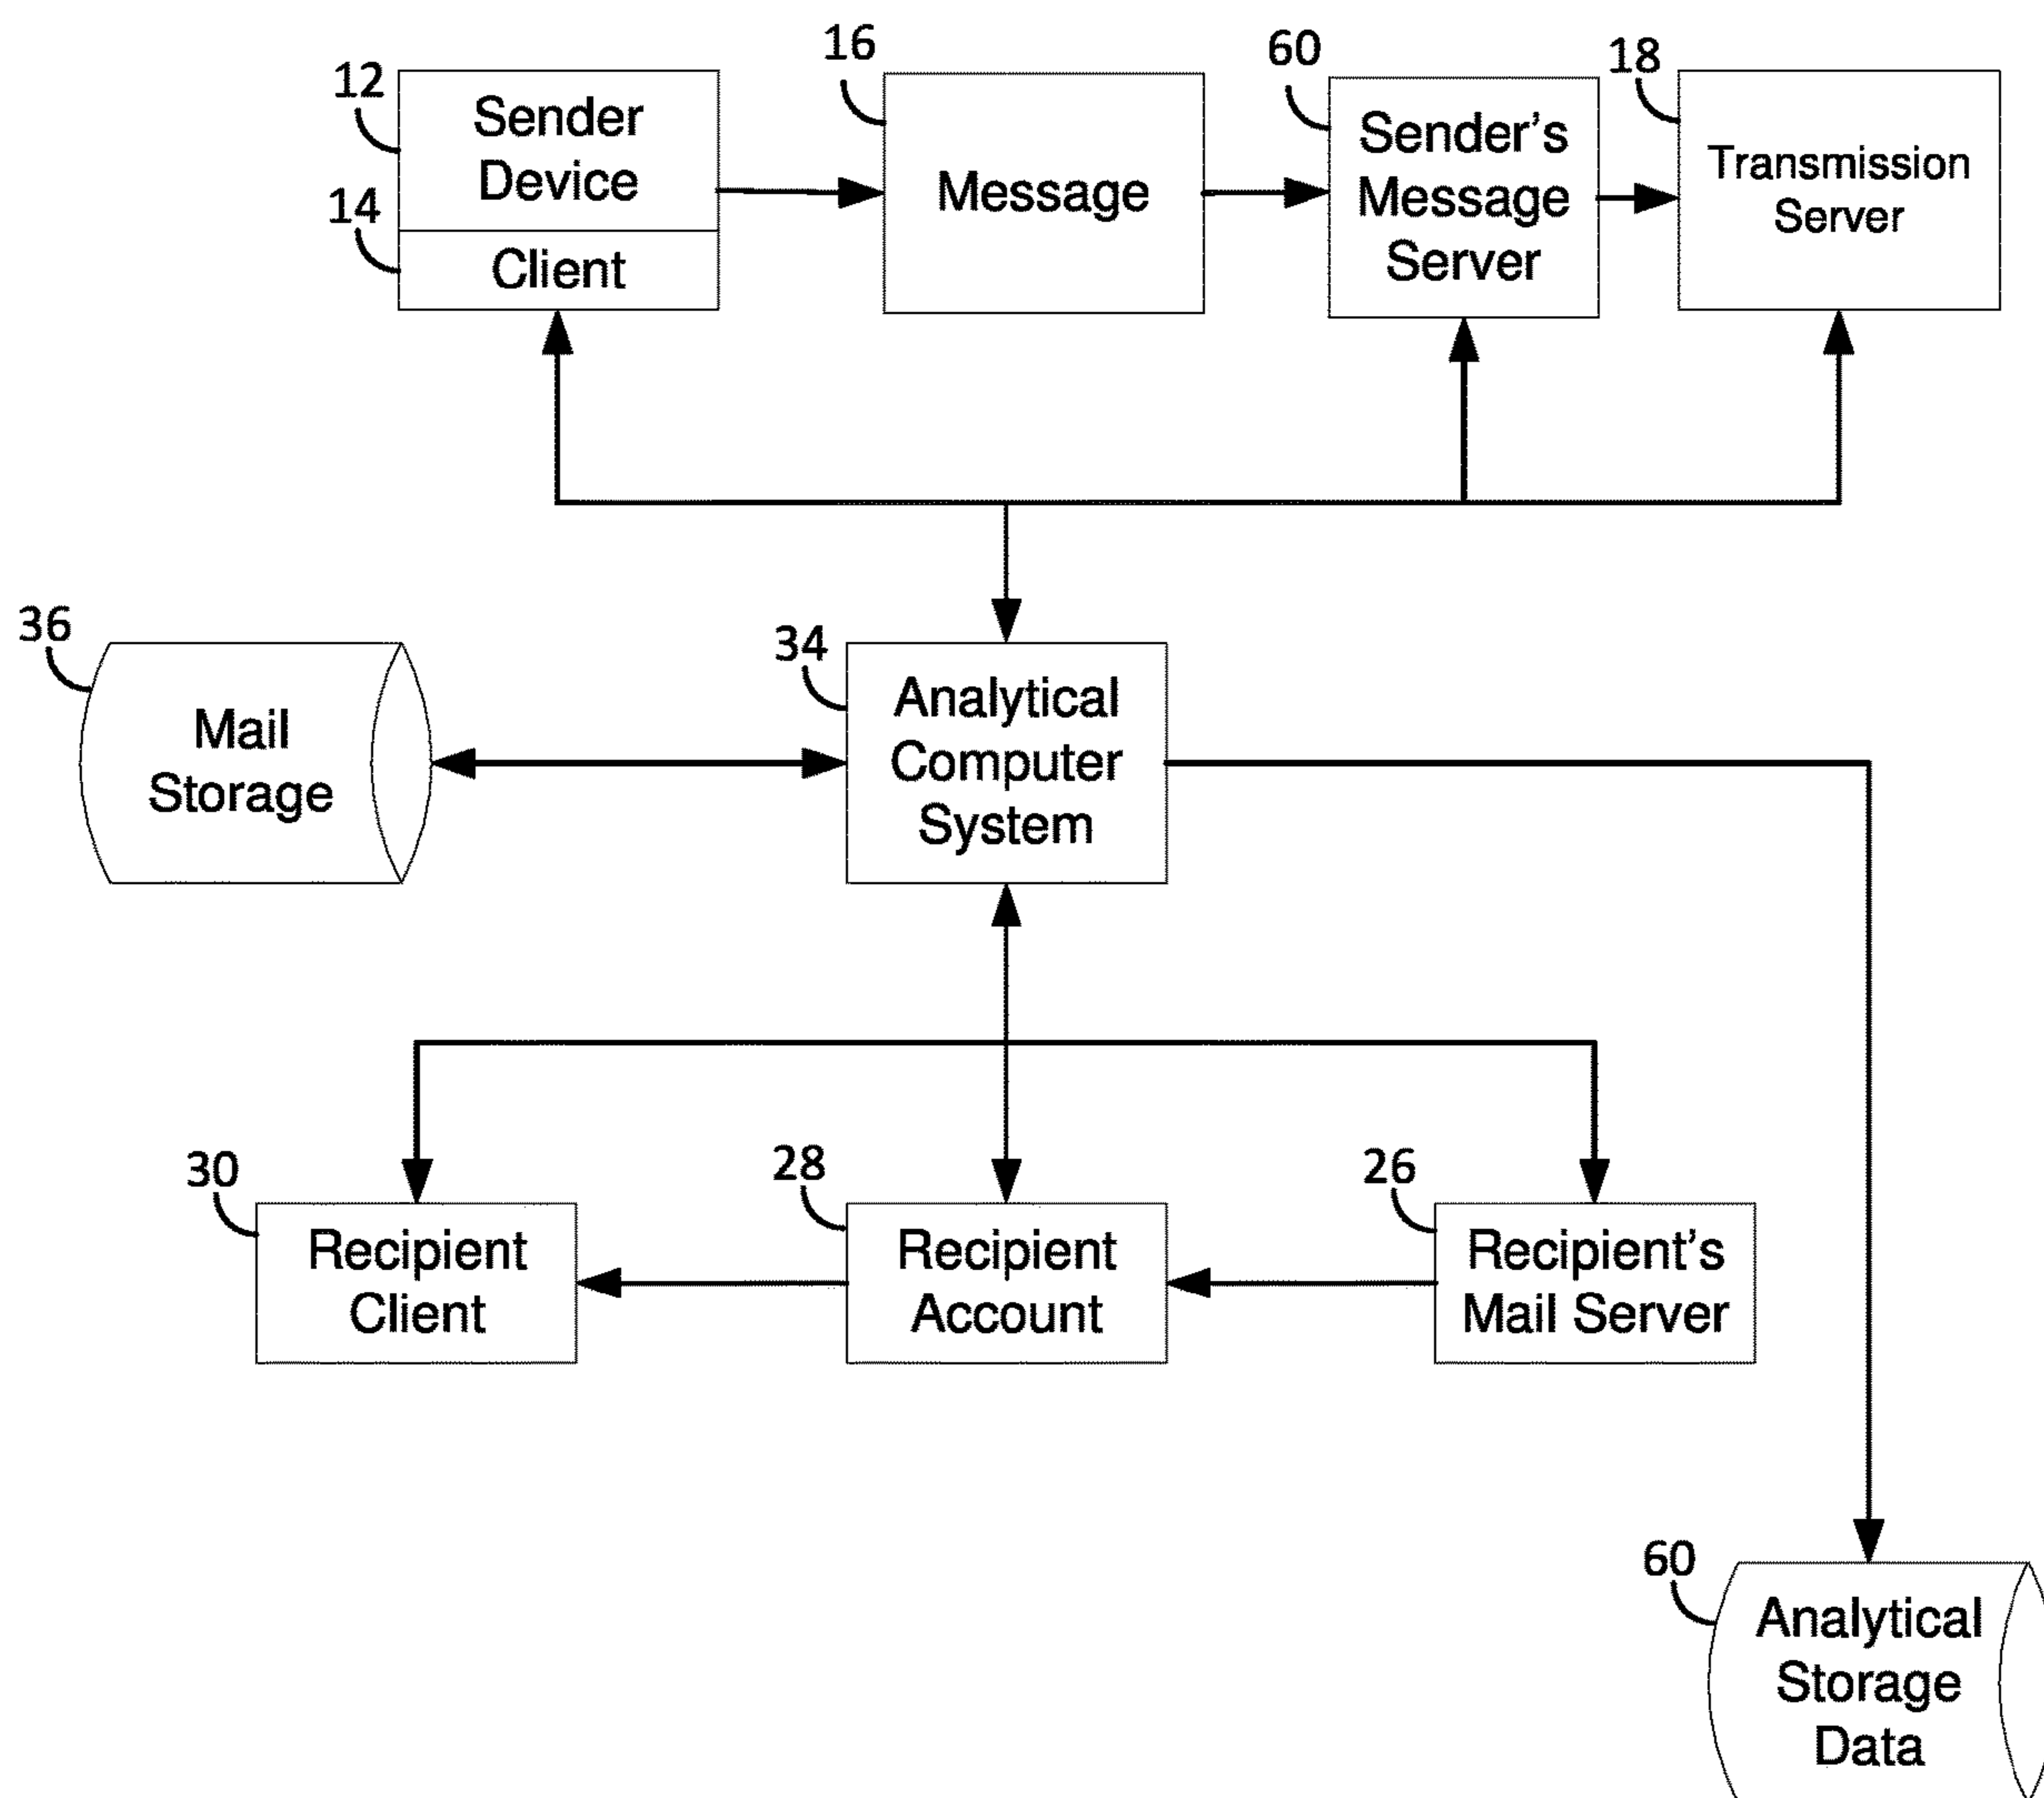 12
Sender
Device
14
Client
16
Message
60
Sender's
Message
Server
18
Transmission
Server
36
Mail
Storage
34
Analytical
Computer
System
30
Recipient
Client
28
Recipient
Account
26
Recipient's
Mail Server
60
Analytical
Storage
Data